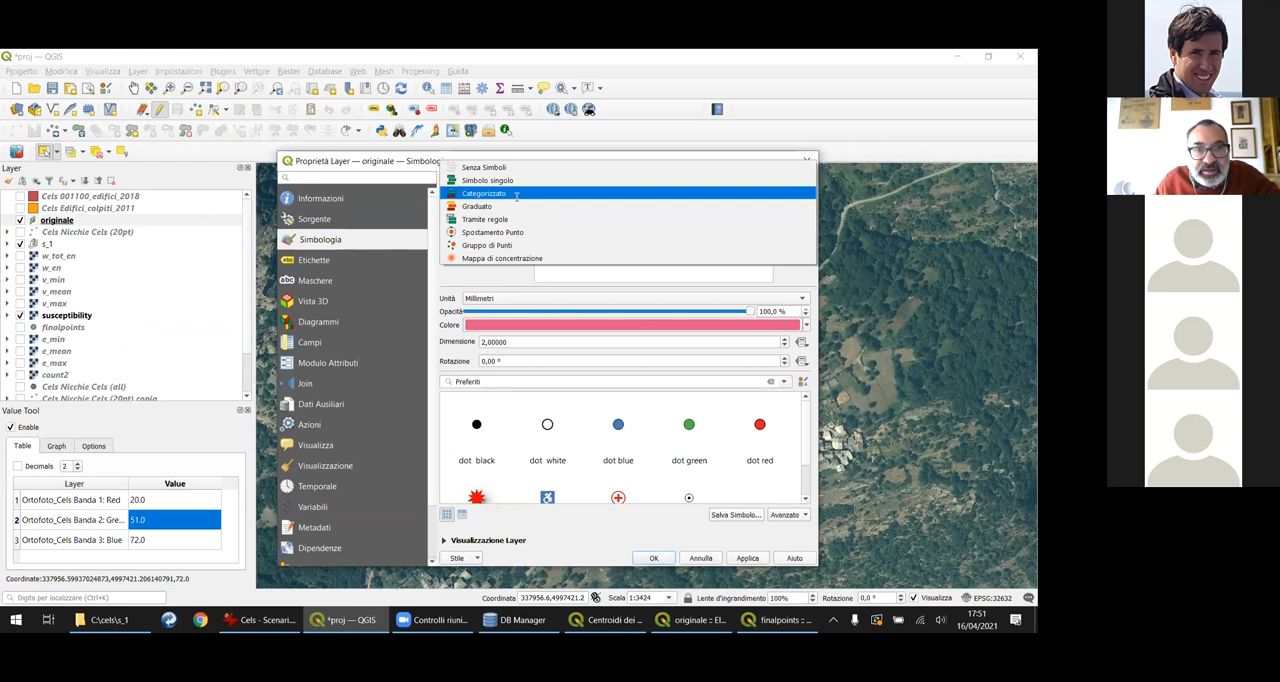 *proj — QGIS
Progetto Modifica Visualizza Layer Impostazioni Plugins Vettore Raster Database Web Mesh Processing Guida
Layer
Cels 001100_edifici_2018
Cels Edifici_colpiti_2011
originale
Cels Nicchie Cels (20pt)
s_1
w_tot_en
w_en
v_min
v_mean
v_max
susceptibility
finalpoints
e_min
e_mean
e_max
count2
Cels Nicchie Cels (all)
Cels Nicchie Cels (20pt) copia
Value Tool
Enable
Table Graph Options
Decimals 2
Layer Value
1 Ortofoto_Cels Banda 1: Red 20.0
2 Ortofoto_Cels Banda 2: Gre... 51.0
3 Ortofoto_Cels Banda 3: Blue 72.0
Coordinate:337956.59937024873,4997421.206140791,72.0
Proprietà Layer — originale — Simbolog
Informazioni
Sorgente
Simbologia
Etichette
abc Maschere
Vista 3D
Diagrammi
Campi
Modulo Attributi
Join
Dati Ausiliari
Azioni
Visualizza
Visualizzazione
Temporale
Variabili
Metadati
Dipendenze
Senza Simboli
Simbolo singolo
Categorizzato
Graduato
Tramite regole
Spostamento Punto
Gruppo di Punti
Mappa di concentrazione
Unità Millimetri
Opacità 100,0 %
Colore
Dimensione 2,00000
Rotazione 0,00 °
Preferiti
dot black dot white dot blue dot green dot red
Salva Simbolo... Avanzato
Visualizzazione Layer
Stile OK Annulla Applica Aiuto
Digita per localizzare (Ctrl+K)
Coordinata 337956.6,4997421.2 Scala 1:3424 Lente d'ingrandimento 100% Rotazione 0,0 ° Visualizza EPSG:32632
C:\cels\s_1
Cels - Scenari...
*proj — QGIS
Controlli riuni...
DB Manager
Centroidi dei ...
originale :: El...
finalpoints :: ...
17:51
16/04/2021